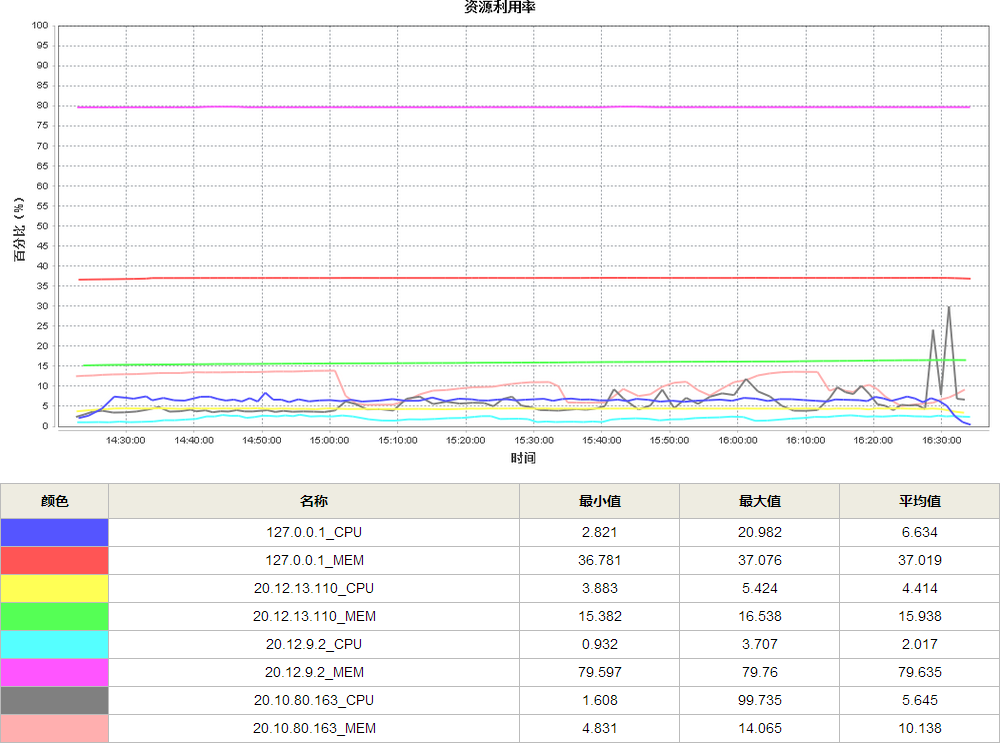 资源利用率
100
95
90
85
80
75
70
65
60
55
50
45
40
35
30
25
20
15
10
5
0
百分比（%）
14:30:00 14:40:00 14:50:00 15:00:00 15:10:00 15:20:00 15:30:00 15:40:00 15:50:00 16:00:00 16:10:00 16:20:00 16:30:00
时间
颜色 名称 最小值 最大值 平均值
127.0.0.1_CPU 2.821 20.982 6.634
127.0.0.1_MEM 36.781 37.076 37.019
20.12.13.110_CPU 3.883 5.424 4.414
20.12.13.110_MEM 15.382 16.538 15.938
20.12.9.2_CPU 0.932 3.707 2.017
20.12.9.2_MEM 79.597 79.76 79.635
20.10.80.163_CPU 1.608 99.735 5.645
20.10.80.163_MEM 4.831 14.065 10.138